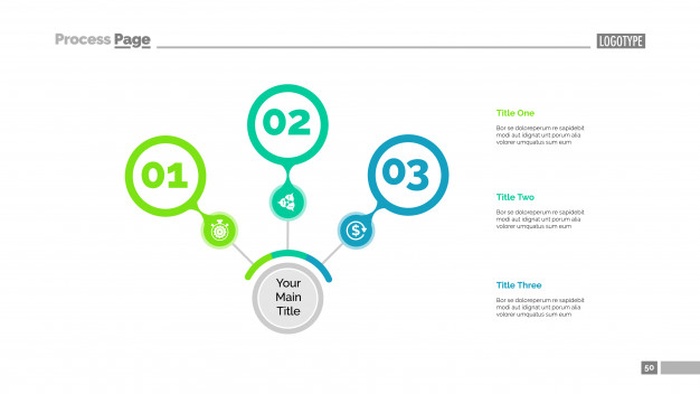 Process Page
LOGOTYPE
02
01
03
Your
Main
Title
Title One
Bor se doloreperum re sapidebit
modi aut dignat unt porum alia
volorer umquatus sum eum
Title Two
Bor se doloreperum re sapidebit
modi aut dignat unt porum alia
volorer umquatus sum eum
Title Three
Bor se doloreperum re sapidebit
modi aut dignat unt porum alia
volorer umquatus sum eum
50